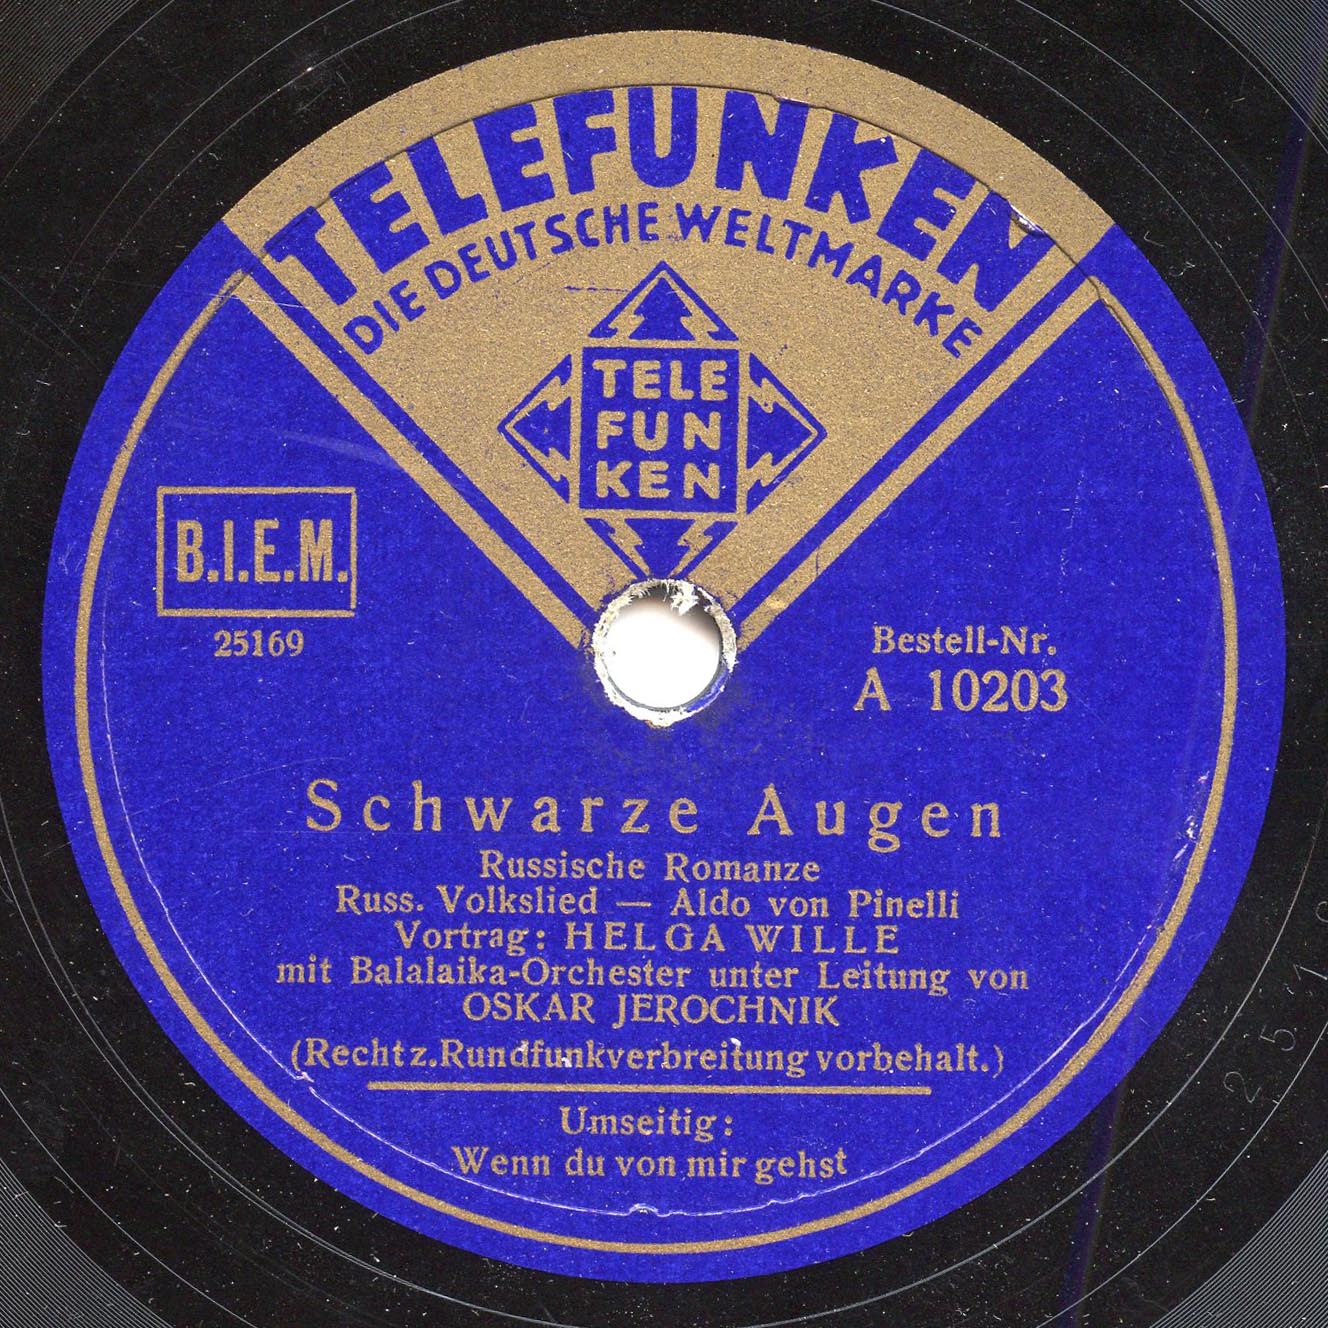 TELEFUNKEN
DIE DEUTSCHE WELTMARKE
TELE
FUN
KEN
B.I.E.M.
25169
Bestell-Nr.
A 10203
Schwarze Augen
Russische Romanze
Russ. Volkslied — Aldo von Pinelli
Vortrag: HELGA WILLE
mit Balalaika-Orchester unter Leitung von
OSKAR JEROCHNIK
(Recht z. Rundfunkverbreitung vorbehalt.)
Umseitig:
Wenn du von mir gehst